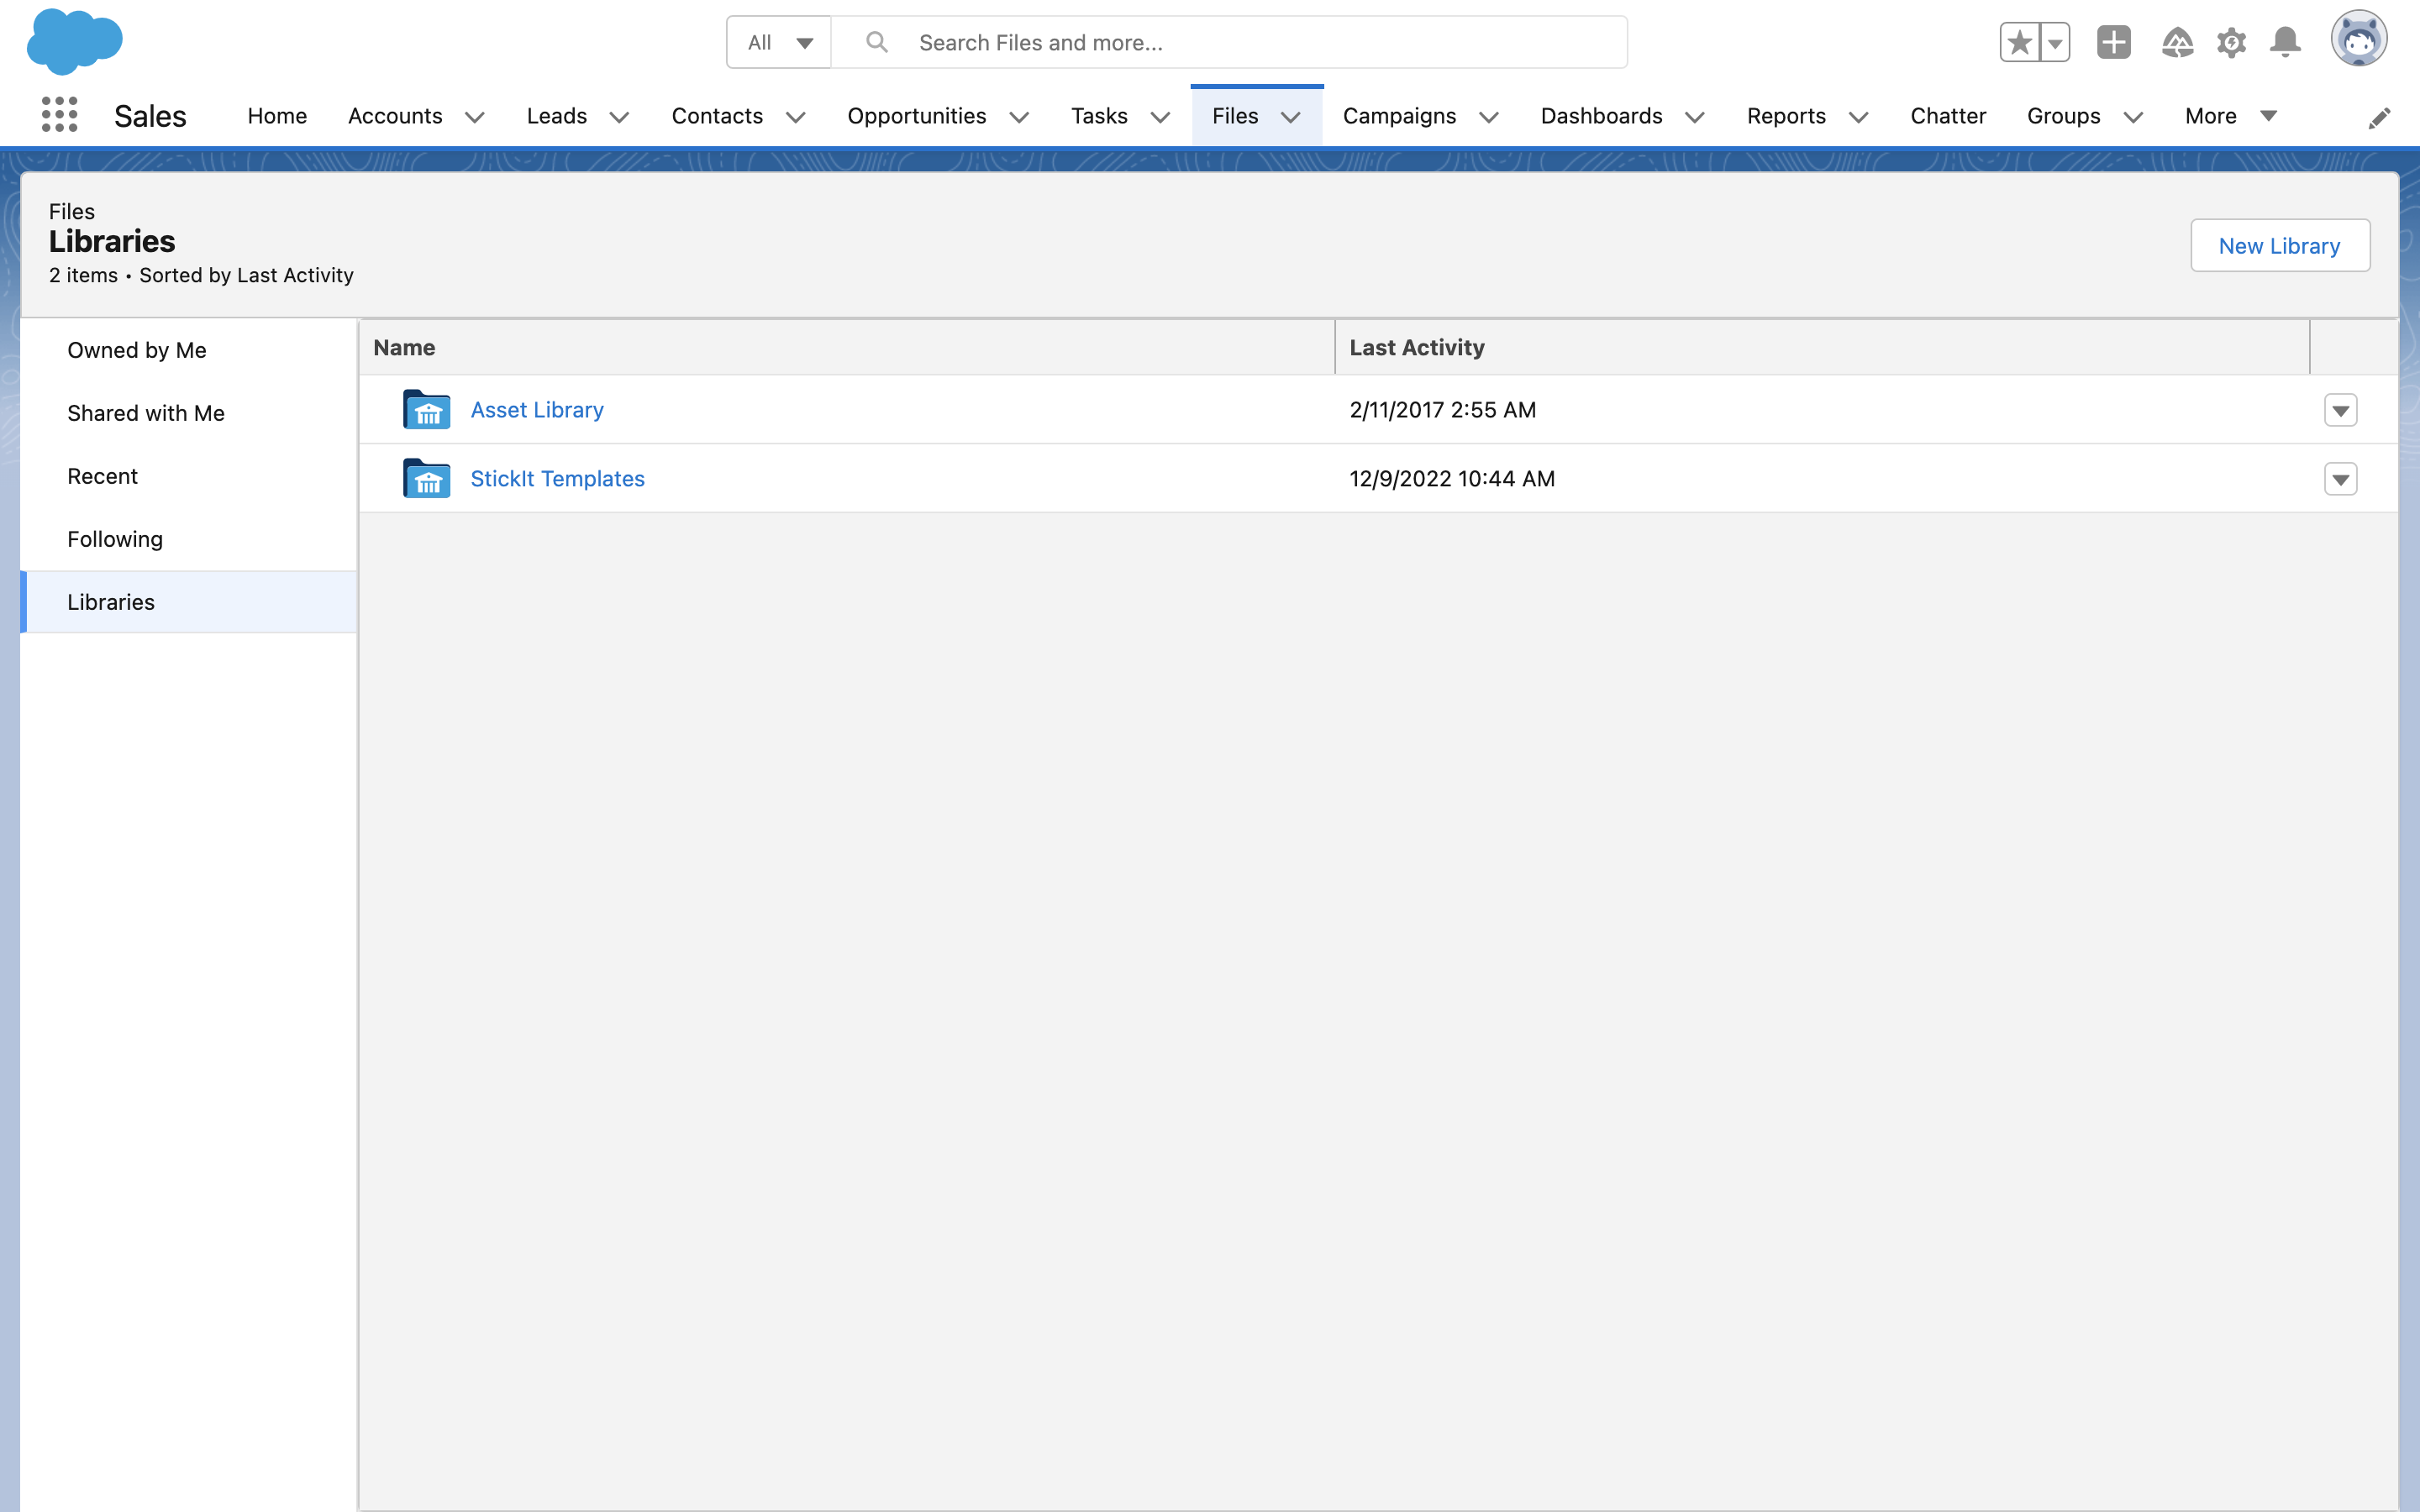 All
Search Files and more...
Sales
Home
Accounts
Leads
Contacts
Opportunities
Tasks
Files
Campaigns
Dashboards
Reports
Chatter
Groups
More
Files
Libraries
2 items • Sorted by Last Activity
New Library
Owned by Me
Shared with Me
Recent
Following
Libraries
Name
Last Activity
Asset Library
2/11/2017 2:55 AM
StickIt Templates
12/9/2022 10:44 AM